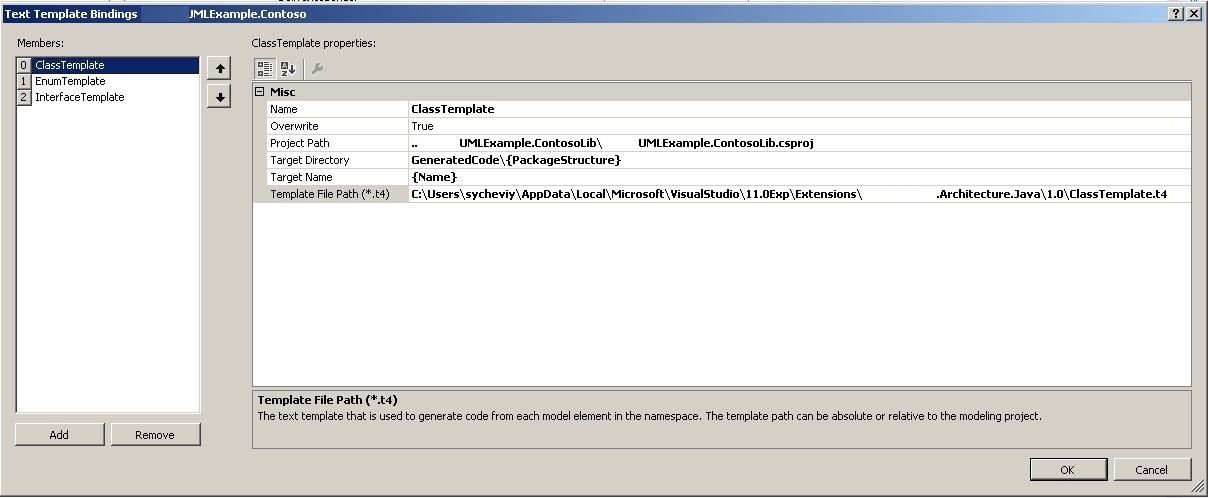 Text Template Bindings JMLExample.Contoso
Members:
0 ClassTemplate
1 EnumTemplate
2 InterfaceTemplate
Add
Remove
ClassTemplate properties:
Misc
Name ClassTemplate
Overwrite True
Project Path .. UMLExample.ContosoLib\ UMLExample.ContosoLib.csproj
Target Directory GeneratedCode\{PackageStructure}
Target Name {Name}
Template File Path (*.t4) C:\Users\sycheviy\AppData\Local\Microsoft\VisualStudio\11.0Exp\Extensions\ .Architecture.Java\1.0\ClassTemplate.t4
Template File Path (*.t4)
The text template that is used to generate code from each model element in the namespace. The template path can be absolute or relative to the modeling project.
OK
Cancel